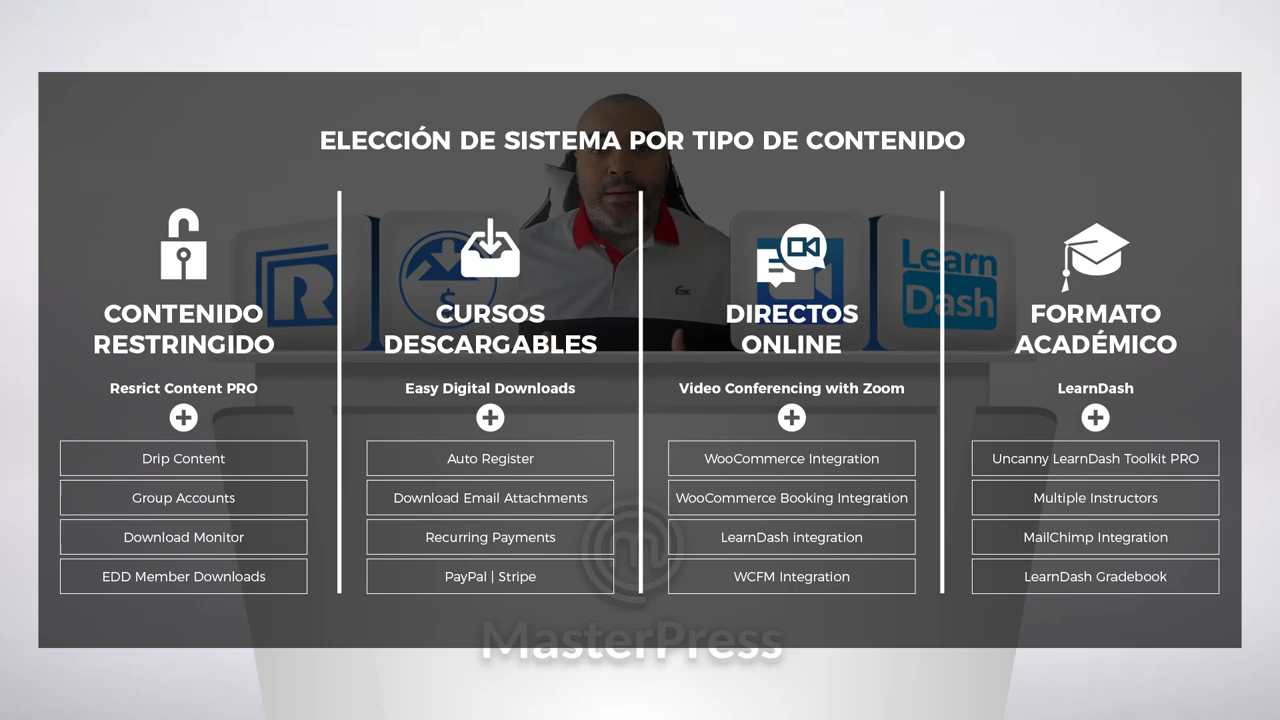 ELECCIÓN DE SISTEMA POR TIPO DE CONTENIDO
CONTENIDO
RESTRINGIDO
Resrict Content PRO
Drip Content
Group Accounts
Download Monitor
EDD Member Downloads
CURSOS
DESCARGABLES
Easy Digital Downloads
Auto Register
Download Email Attachments
Recurring Payments
PayPal | Stripe
DIRECTOS
ONLINE
Video Conferencing with Zoom
WooCommerce Integration
WooCommerce Booking Integration
LearnDash integration
WCFM Integration
FORMATO
ACADÉMICO
LearnDash
Uncanny LearnDash Toolkit PRO
Multiple Instructors
MailChimp Integration
LearnDash Gradebook
R
$
Learn
Dash
m
MasterPress